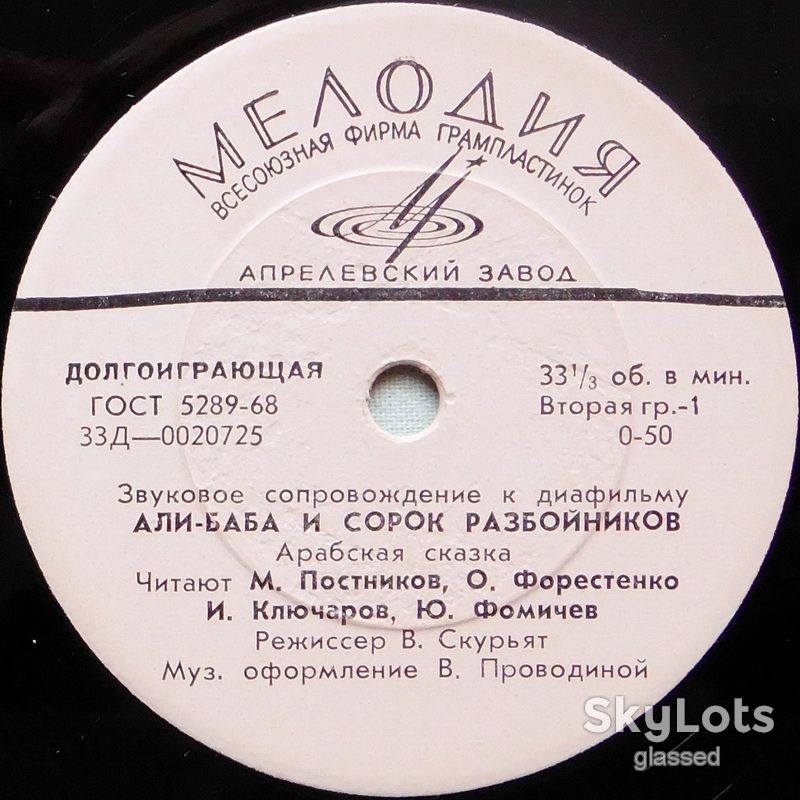 МЕЛОДИЯ
ВСЕСОЮЗНАЯ ФИРМА ГРАМПЛАСТИНОК
АПРЕЛЕВСКИЙ ЗАВОД
ДОЛГОИГРАЮЩАЯ
ГОСТ 5289-68
33Д—0020725
33 1/3 об. в мин.
Вторая гр.-1
0-50
Звуковое сопровождение к диафильму
АЛИ-БАБА И СОРОК РАЗБОЙНИКОВ
Арабская сказка
Читают М. Постников, О. Форестенко
И. Ключаров, Ю. Фомичев
Режиссер В. Скурьят
Муз. оформление В. Проводиной
SkyLots
glassed